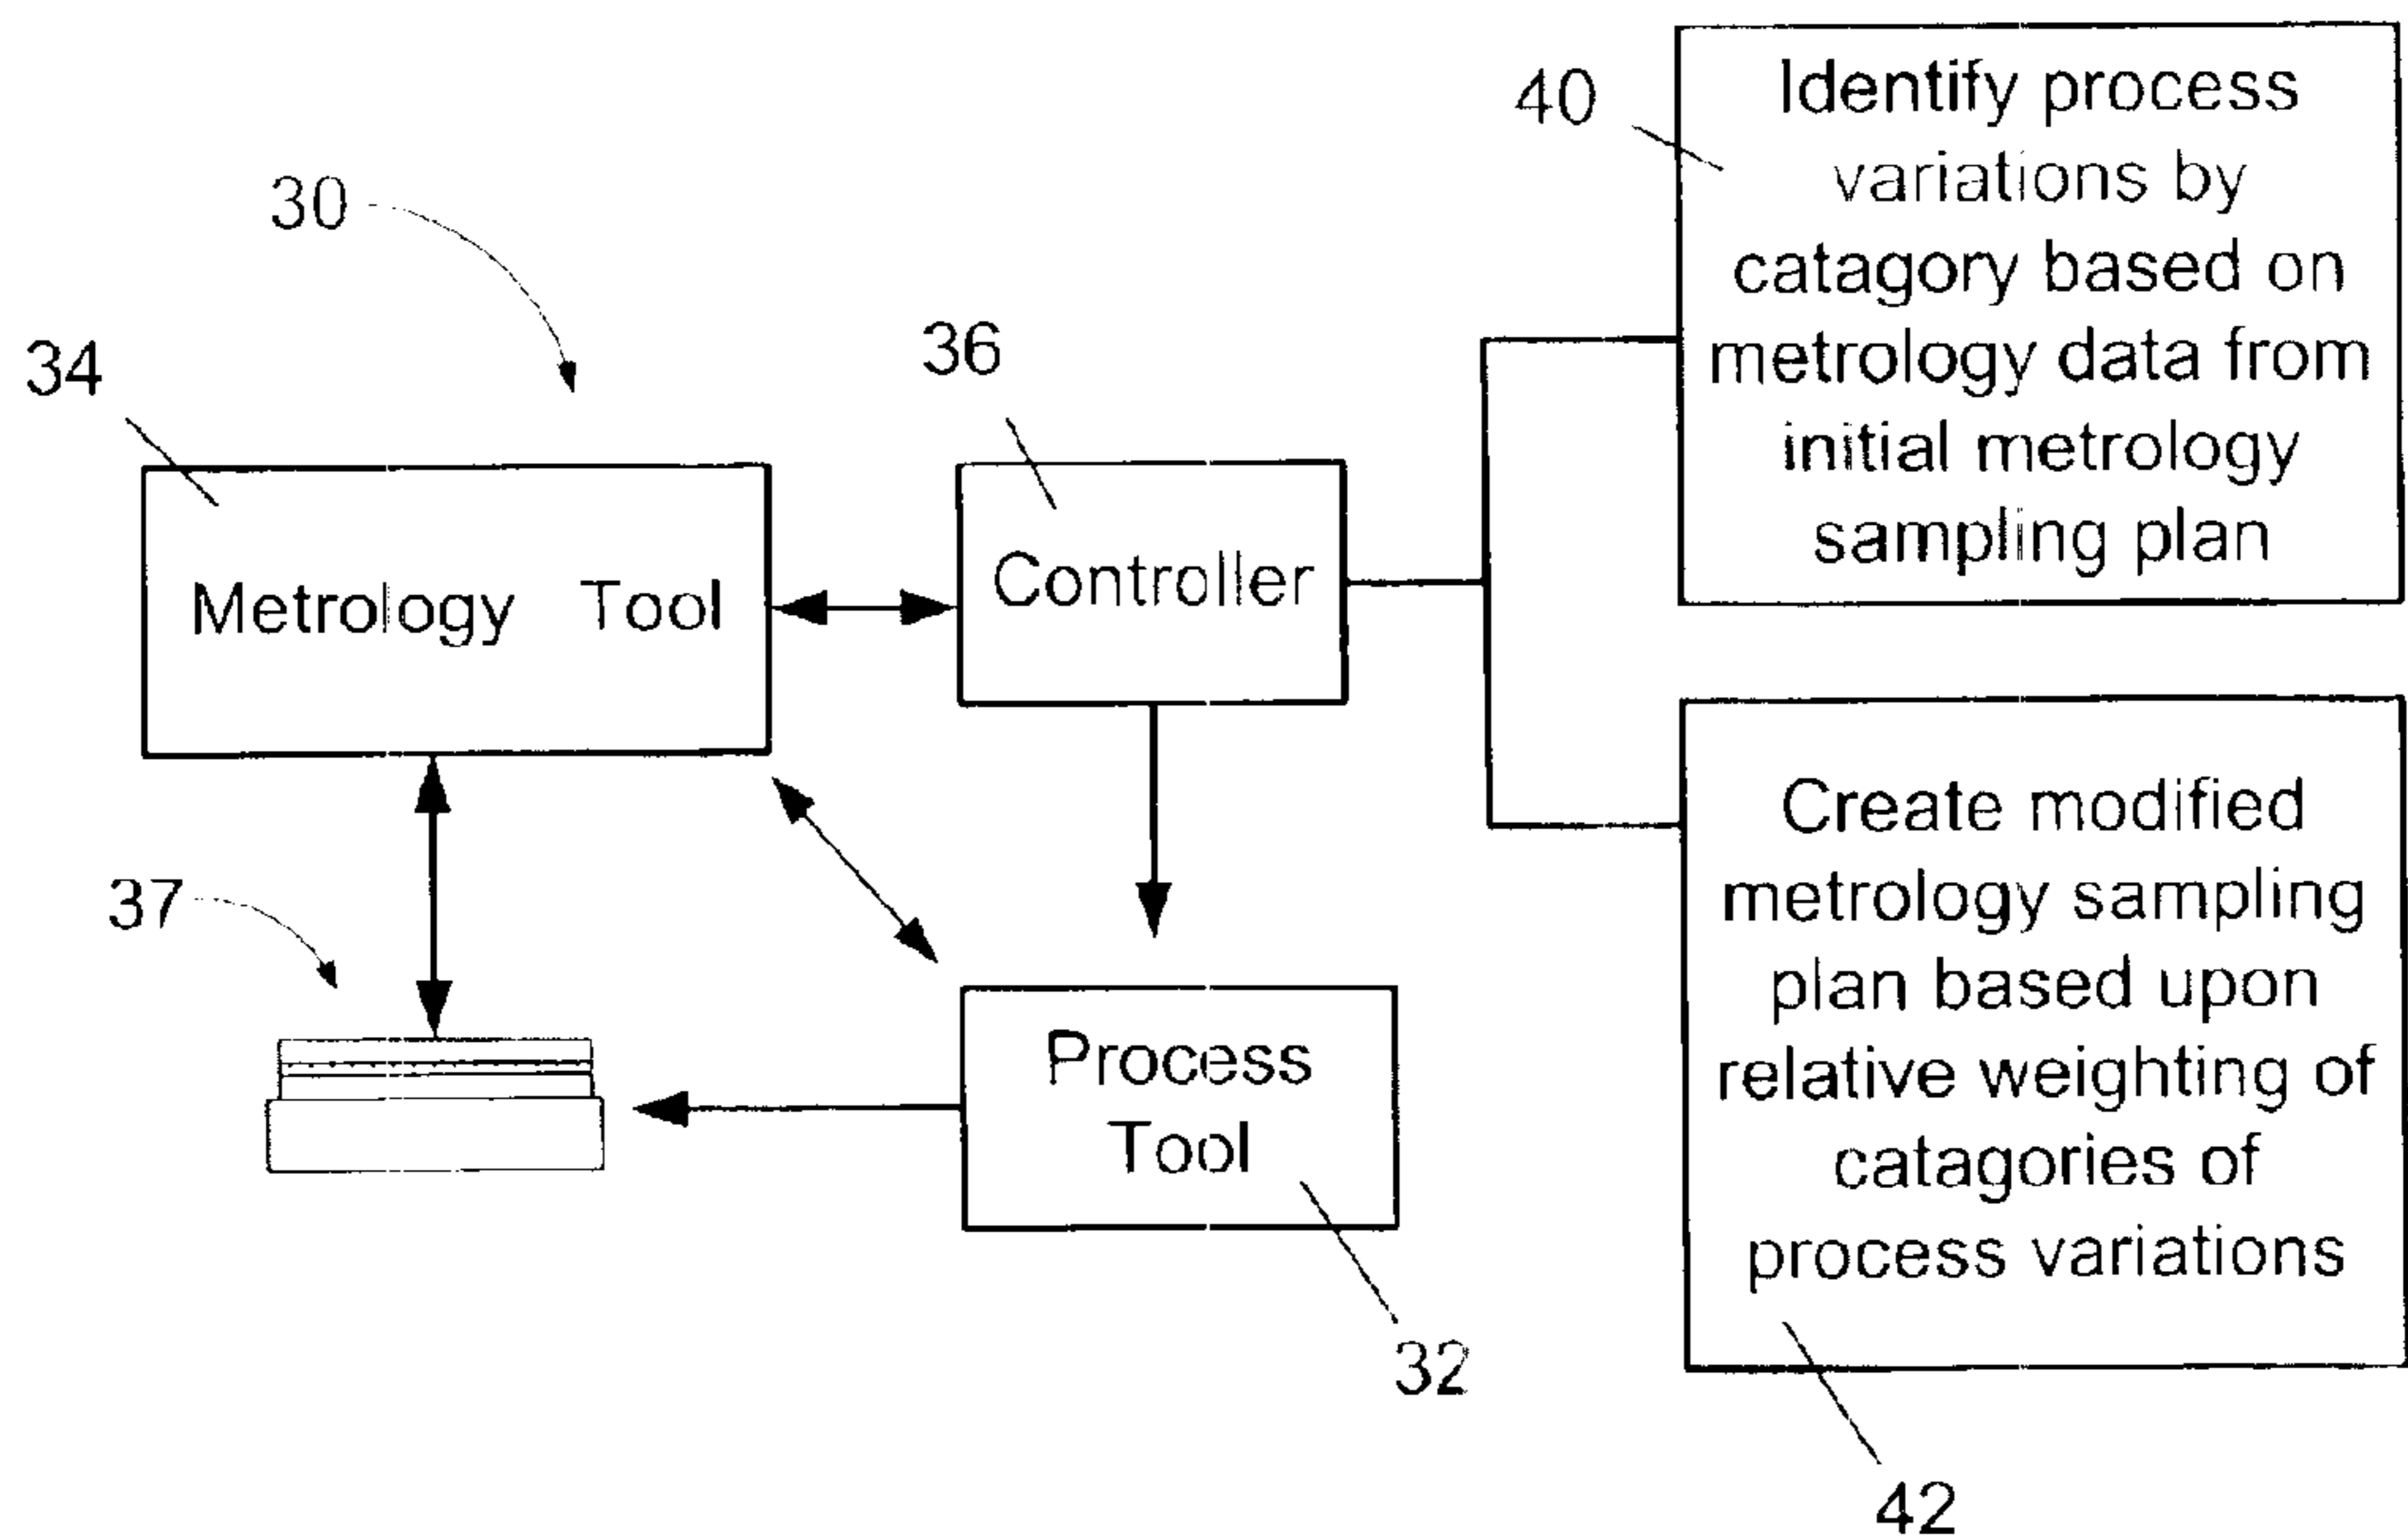 30
34
36
Metrology Tool
Controller
37
Process
Tool
32
40
Identify process
variations by
catagory based on
metrology data from
initial metrology
sampling plan
Create modified
metrology sampling
plan based upon
relative weighting of
catagories of
process variations
42